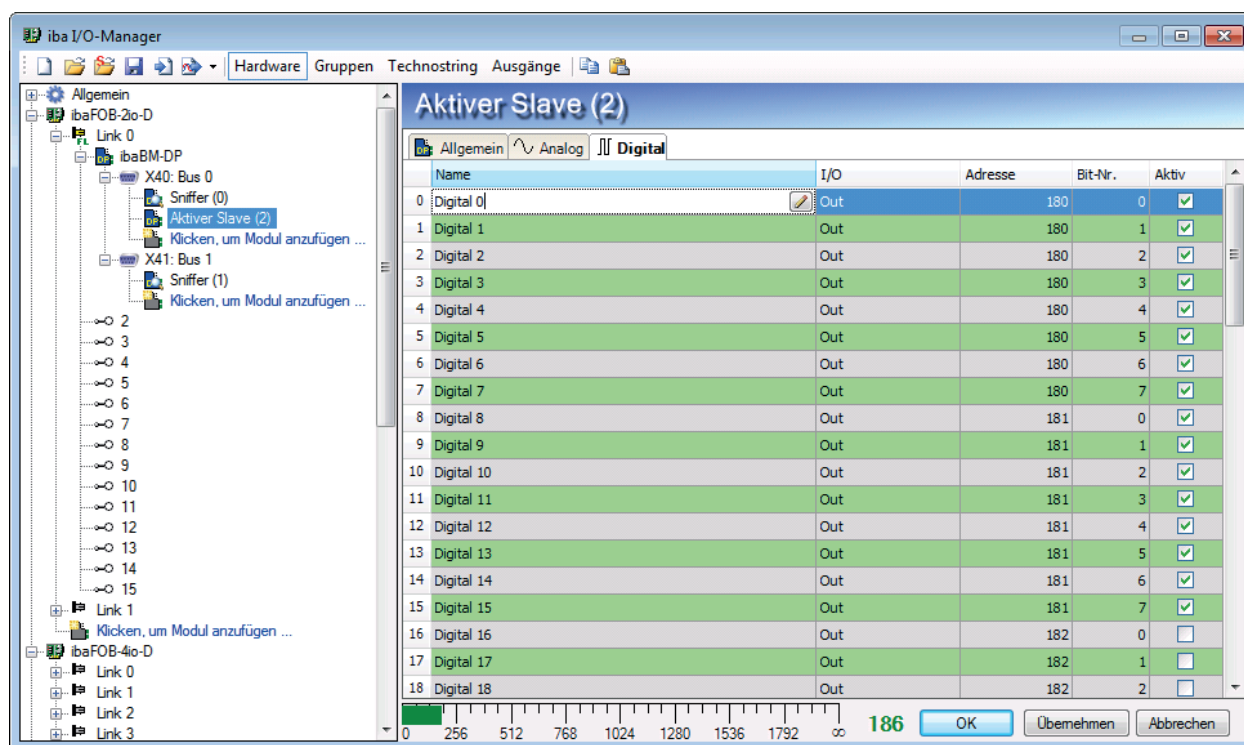 iba I/O-Manager
Hardware Gruppen Technostring Ausgänge
Allgemein
ibaFOB-2io-D
Link 0
ibaBM-DP
X40: Bus 0
Sniffer (0)
Aktiver Slave (2)
Klicken, um Modul anzufügen ...
X41: Bus 1
Sniffer (1)
Klicken, um Modul anzufügen ...
2
3
4
5
6
7
8
9
10
11
12
13
14
15
Link 1
Klicken, um Modul anzufügen ...
ibaFOB-4io-D
Link 0
Link 1
Link 2
Link 3
Aktiver Slave (2)
Allgemein Analog Digital
Name I/O Adresse Bit-Nr. Aktiv
0 Digital 0 Out 180 0
1 Digital 1 Out 180 1
2 Digital 2 Out 180 2
3 Digital 3 Out 180 3
4 Digital 4 Out 180 4
5 Digital 5 Out 180 5
6 Digital 6 Out 180 6
7 Digital 7 Out 180 7
8 Digital 8 Out 181 0
9 Digital 9 Out 181 1
10 Digital 10 Out 181 2
11 Digital 11 Out 181 3
12 Digital 12 Out 181 4
13 Digital 13 Out 181 5
14 Digital 14 Out 181 6
15 Digital 15 Out 181 7
16 Digital 16 Out 182 0
17 Digital 17 Out 182 1
18 Digital 18 Out 182 2
0 256 512 768 1024 1280 1536 1792 ∞ 186 OK Übernehmen Abbrechen